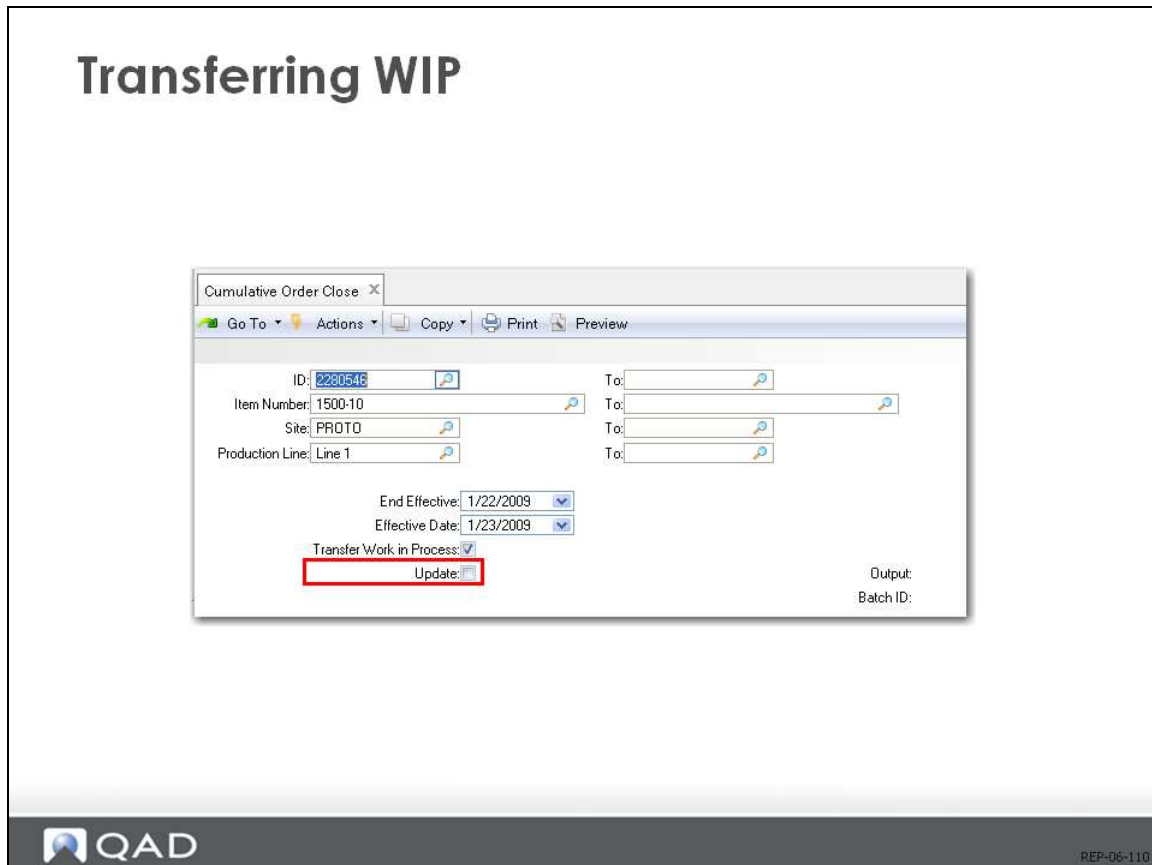 Transferring WIP
Cumulative Order Close
Go To Actions Copy Print Preview
ID: 2280546 To:
Item Number: 1500-10 To:
Site: PROTO To:
Production Line: Line 1 To:
End Effective: 1/22/2009
Effective Date: 1/23/2009
Transfer Work in Process:
Update: Output:
Batch ID:
QAD
REP-06-110